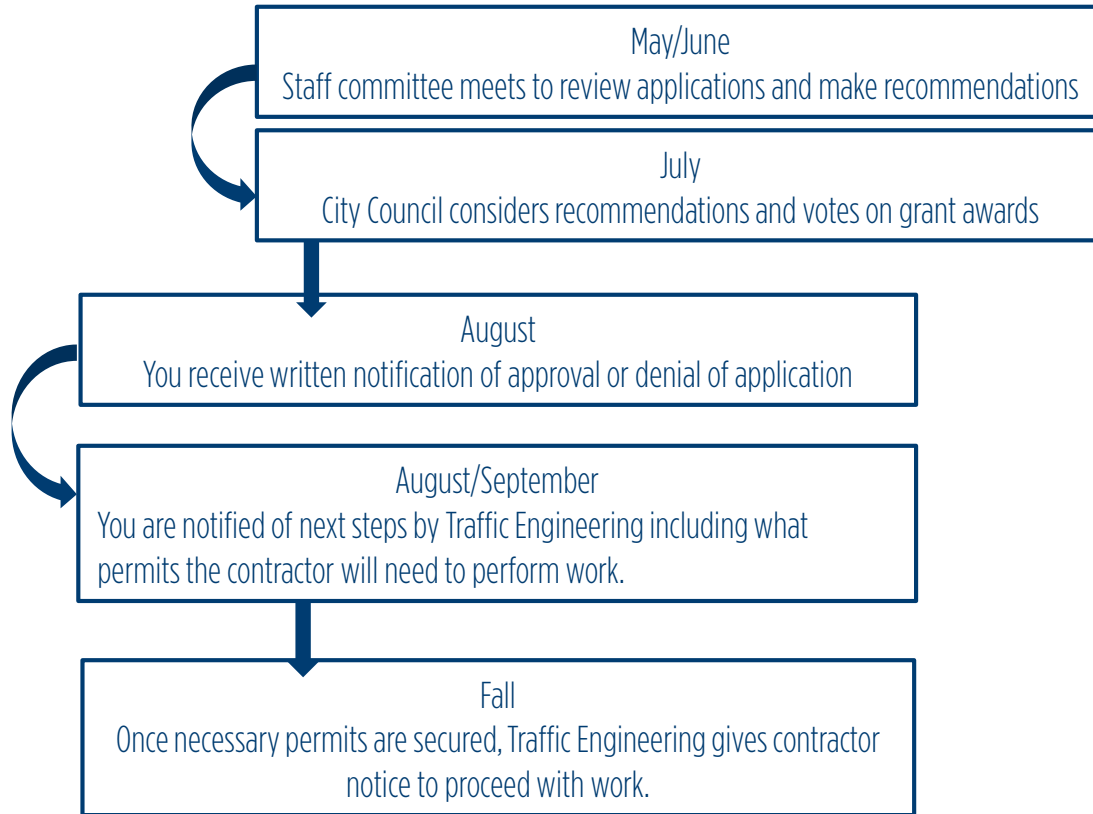 May/June
Staff committee meets to review applications and make recommendations
July
City Council considers recommendations and votes on grant awards
August
You receive written notification of approval or denial of application
August/September
You are notified of next steps by Traffic Engineering including what
permits the contractor will need to perform work.
Fall
Once necessary permits are secured, Traffic Engineering gives contractor
notice to proceed with work.